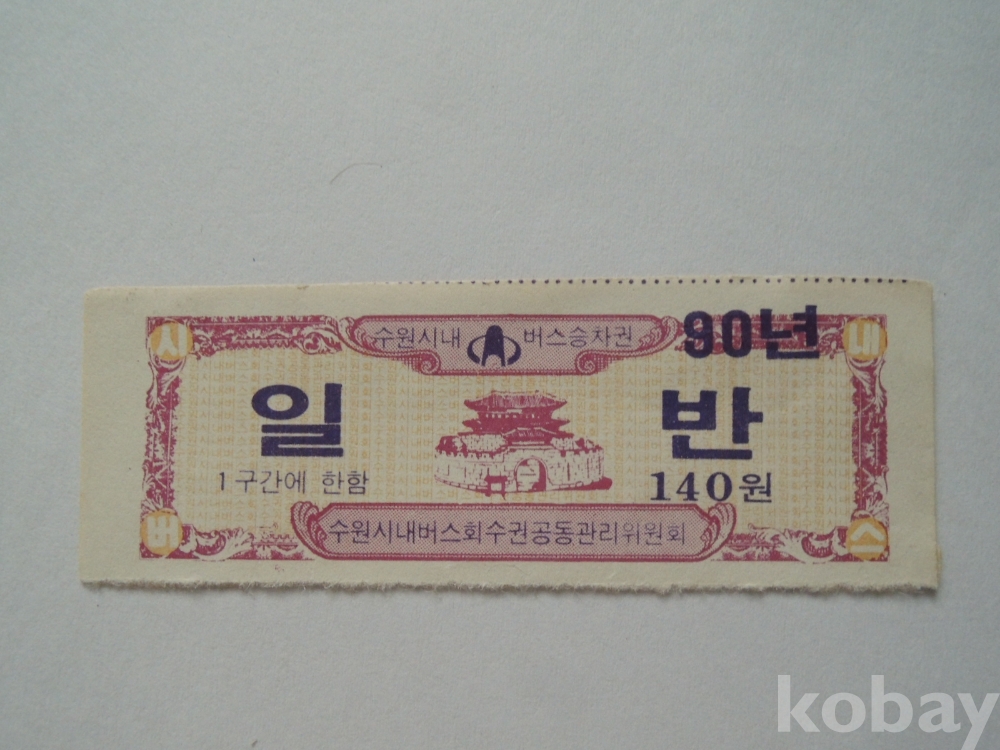 수원시내 버스승차권
90년
시 내
일 반
1구간에 한함
140원
수원시내버스회수권공동관리위원회
버 스
kobay